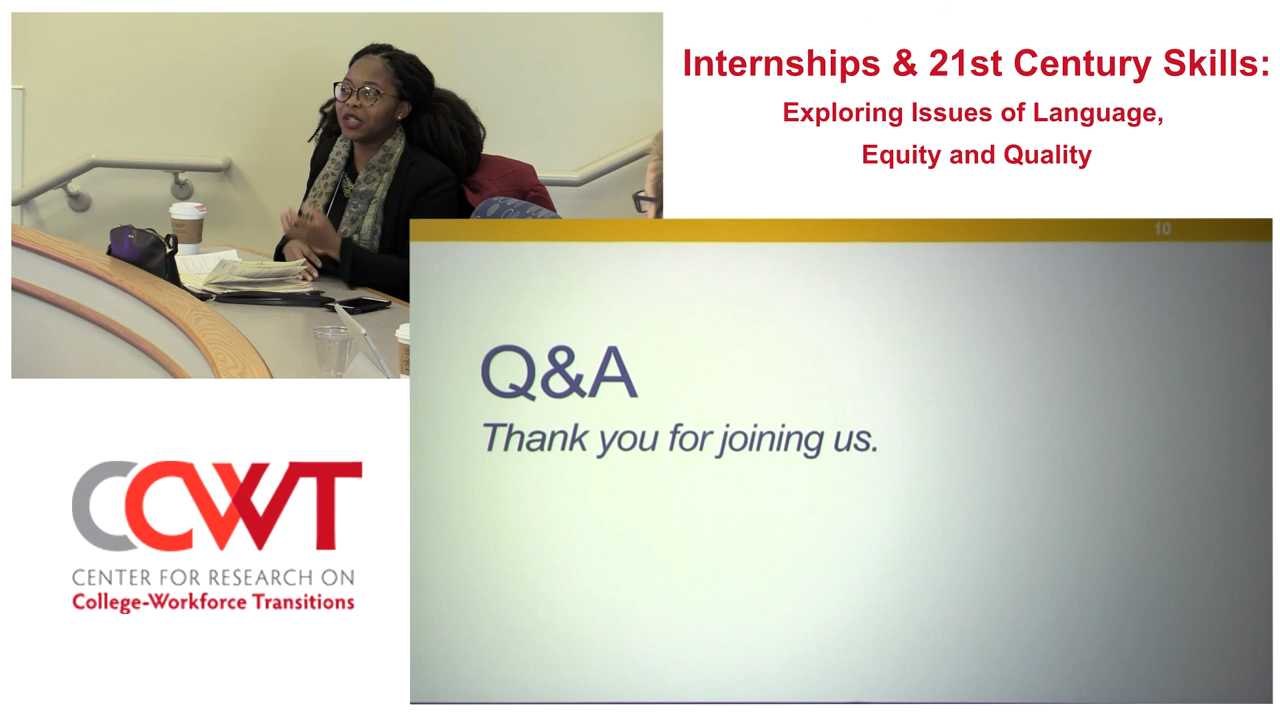 Internships & 21st Century Skills:
Exploring Issues of Language,
Equity and Quality
10
Q&A
Thank you for joining us.
CCWT
CENTER FOR RESEARCH ON
College-Workforce Transitions